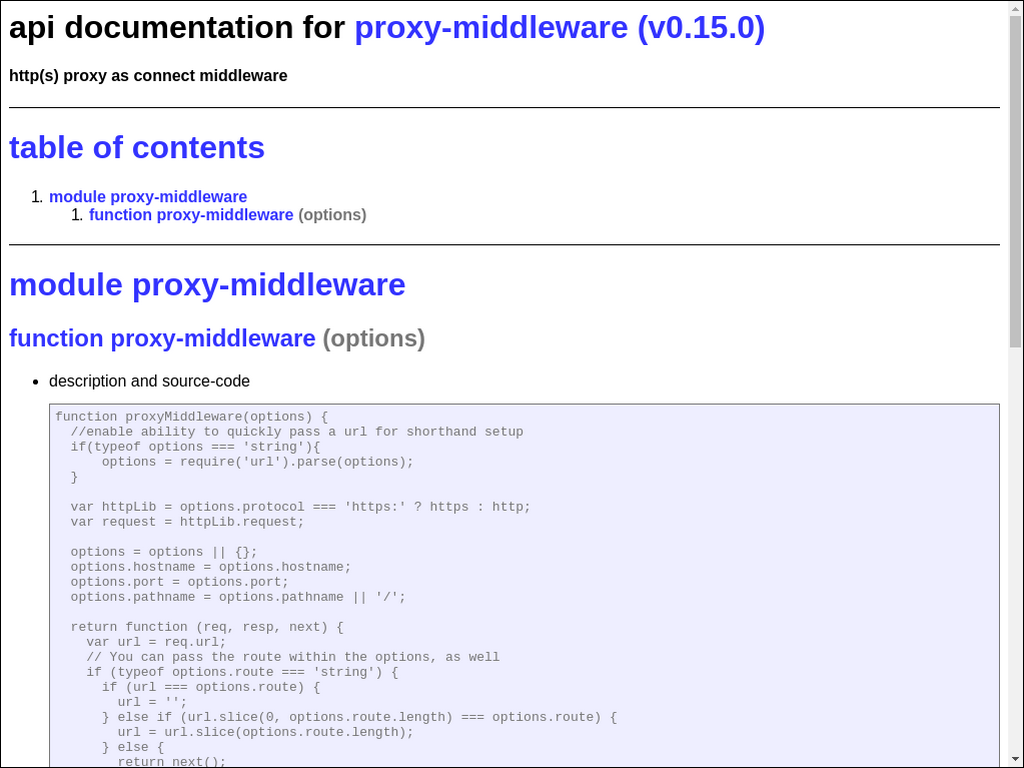 api documentation for proxy-middleware (v0.15.0)
http(s) proxy as connect middleware
table of contents
1. module proxy-middleware
1. function proxy-middleware (options)
module proxy-middleware
function proxy-middleware (options)
• description and source-code
function proxyMiddleware(options) {
  //enable ability to quickly pass a url for shorthand setup
  if(typeof options === 'string'){
      options = require('url').parse(options);
  }
  var httpLib = options.protocol === 'https:' ? https : http;
  var request = httpLib.request;
  options = options || {};
  options.hostname = options.hostname;
  options.port = options.port;
  options.pathname = options.pathname || '/';
  return function (req, resp, next) {
    var url = req.url;
    // You can pass the route within the options, as well
    if (typeof options.route === 'string') {
      if (url === options.route) {
        url = '';
      } else if (url.slice(0, options.route.length) === options.route) {
        url = url.slice(options.route.length);
      } else {
        return next();